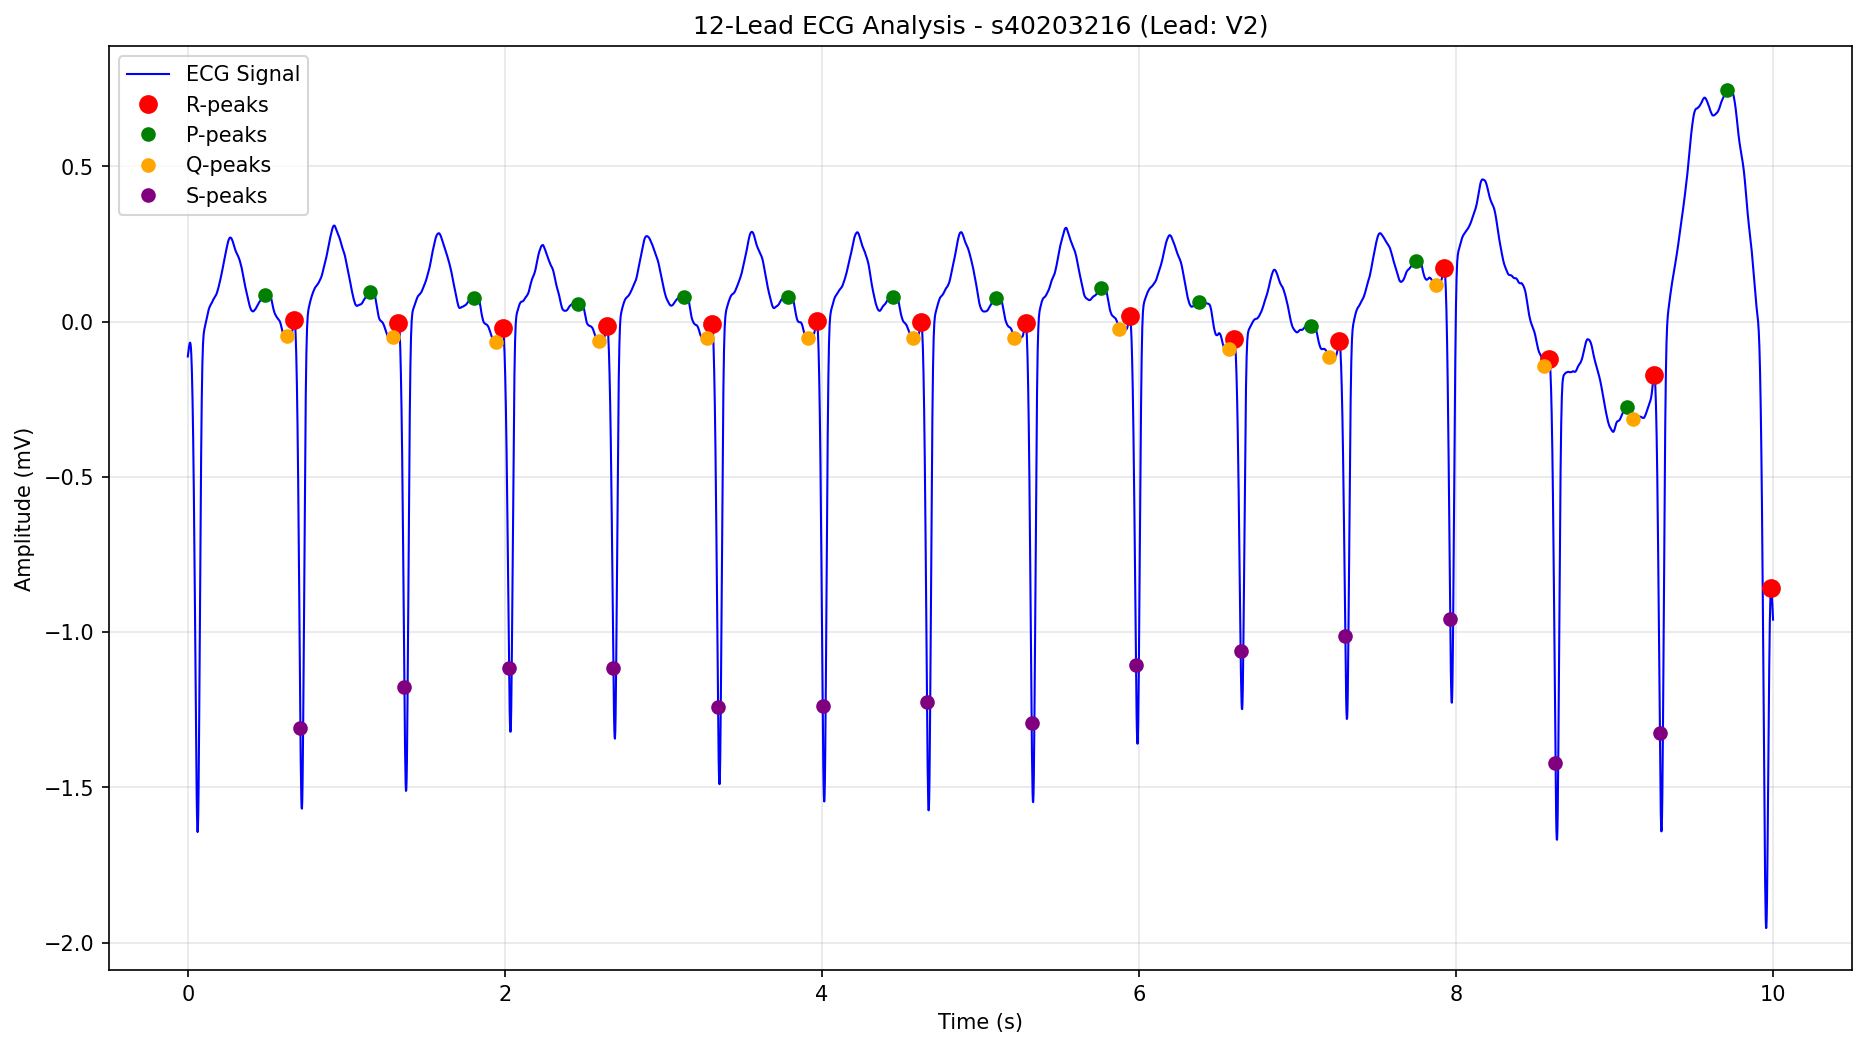 12-Lead ECG Analysis - s40203216 (Lead: V2)
ECG Signal
R-peaks
P-peaks
Q-peaks
S-peaks
Amplitude (mV)
0.5
0.0
−0.5
−1.0
−1.5
−2.0
0 2 4 6 8 10
Time (s)